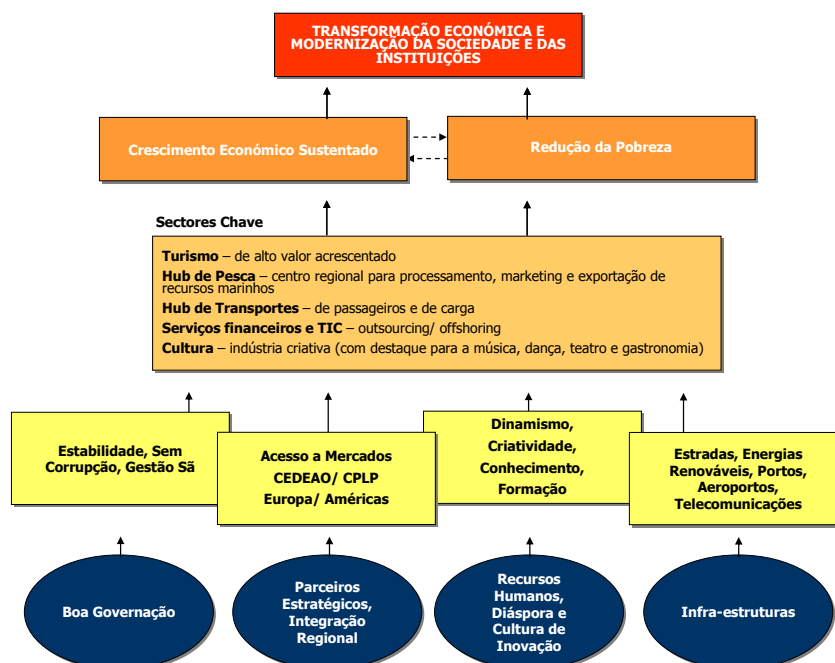 TRANSFORMAÇÃO ECONÓMICA E
MODERNIZAÇÃO DA SOCIEDADE E DAS
INSTITUIÇÕES
Crescimento Económico Sustentado
Redução da Pobreza
Sectores Chave
Turismo – de alto valor acrescentado
Hub de Pesca – centro regional para processamento, marketing e exportação de
recursos marinhos
Hub de Transportes – de passageiros e de carga
Serviços financeiros e TIC – outsourcing/ offshoring
Cultura – indústria criativa (com destaque para a música, dança, teatro e gastronomia)
Estabilidade, Sem
Corrupção, Gestão Sã
Acesso a Mercados
CEDEAO/ CPLP
Europa/ Américas
Dinamismo,
Criatividade,
Conhecimento,
Formação
Estradas, Energias
Renováveis, Portos,
Aeroportos,
Telecomunicações
Boa Governação
Parceiros
Estratégicos,
Integração
Regional
Recursos
Humanos,
Diáspora e
Cultura de
Inovação
Infra-estruturas